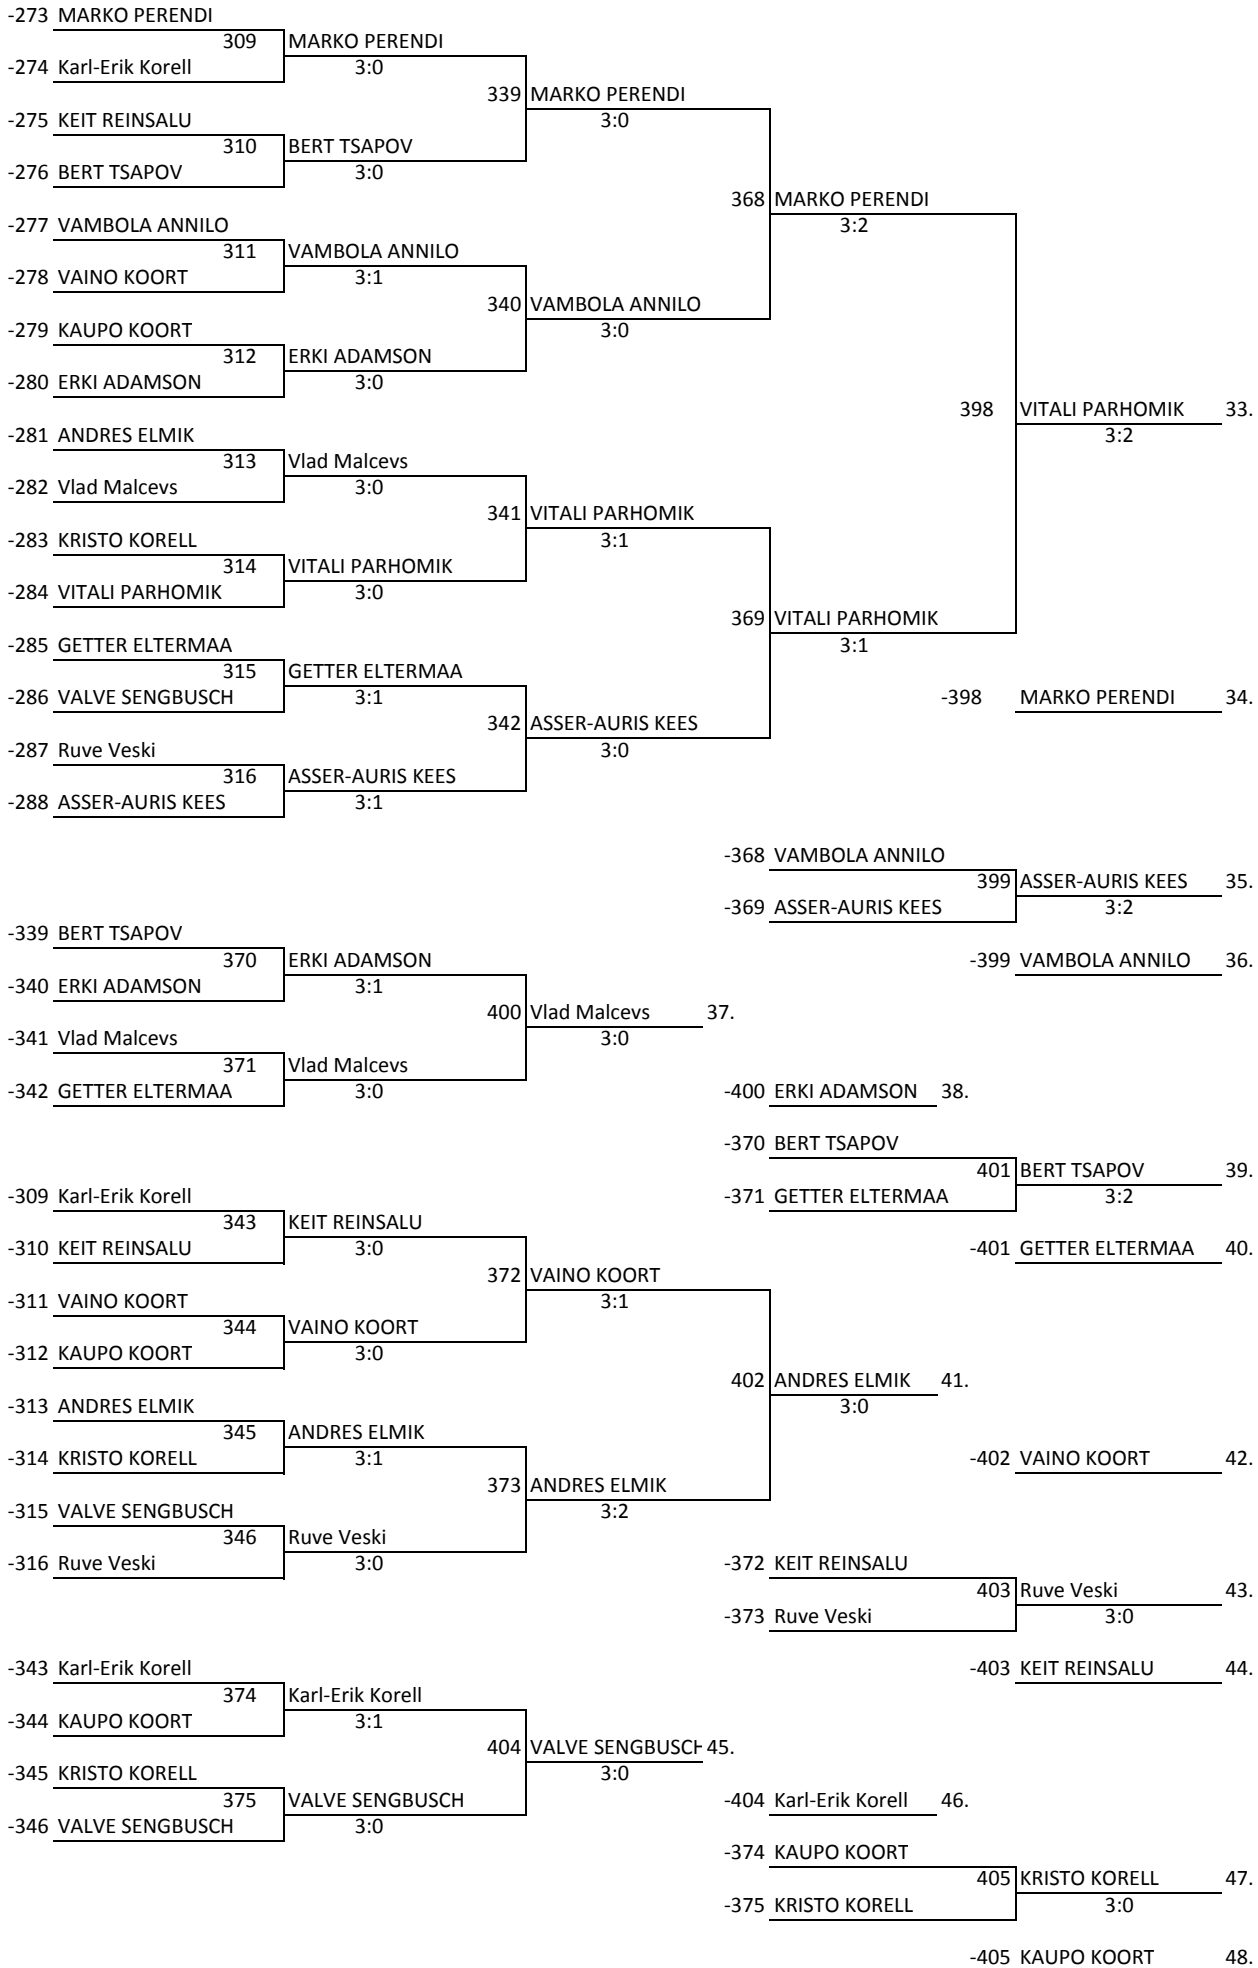 -273 MARKO PERENDI
309 MARKO PERENDI
-274 Karl-Erik Korell 3:0
339 MARKO PERENDI
-275 KEIT REINSALU 3:0
310 BERT TSAPOV
-276 BERT TSAPOV 3:0
368 MARKO PERENDI
-277 VAMBOLA ANNILO 3:2
311 VAMBOLA ANNILO
-278 VAINO KOORT 3:1
340 VAMBOLA ANNILO
-279 KAUPO KOORT 3:0
312 ERKI ADAMSON
-280 ERKI ADAMSON 3:0
398 VITALI PARHOMIK 33.
-281 ANDRES ELMIK 3:2
313 Vlad Malcevs
-282 Vlad Malcevs 3:0
341 VITALI PARHOMIK
-283 KRISTO KORELL 3:1
314 VITALI PARHOMIK
-284 VITALI PARHOMIK 3:0
369 VITALI PARHOMIK
-285 GETTER ELTERMAA 3:1
315 GETTER ELTERMAA
-286 VALVE SENGBUSCH 3:1 -398 MARKO PERENDI 34.
342 ASSER-AURIS KEES
-287 Ruve Veski 3:0
316 ASSER-AURIS KEES
-288 ASSER-AURIS KEES 3:1
-368 VAMBOLA ANNILO
399 ASSER-AURIS KEES 35.
-369 ASSER-AURIS KEES 3:2
-339 BERT TSAPOV
370 ERKI ADAMSON -399 VAMBOLA ANNILO 36.
-340 ERKI ADAMSON 3:1
400 Vlad Malcevs 37.
-341 Vlad Malcevs 3:0
371 Vlad Malcevs
-342 GETTER ELTERMAA 3:0 -400 ERKI ADAMSON 38.
-370 BERT TSAPOV
401 BERT TSAPOV 39.
-309 Karl-Erik Korell -371 GETTER ELTERMAA 3:2
343 KEIT REINSALU
-310 KEIT REINSALU 3:0 -401 GETTER ELTERMAA 40.
372 VAINO KOORT
-311 VAINO KOORT 3:1
344 VAINO KOORT
-312 KAUPO KOORT 3:0
402 ANDRES ELMIK 41.
-313 ANDRES ELMIK 3:0
345 ANDRES ELMIK
-314 KRISTO KORELL 3:1 -402 VAINO KOORT 42.
373 ANDRES ELMIK
-315 VALVE SENGBUSCH 3:2
346 Ruve Veski
-316 Ruve Veski 3:0 -372 KEIT REINSALU
403 Ruve Veski 43.
-373 Ruve Veski 3:0
-343 Karl-Erik Korell -403 KEIT REINSALU 44.
374 Karl-Erik Korell
-344 KAUPO KOORT 3:1
404 VALVE SENGBUSCH 45.
-345 KRISTO KORELL 3:0
375 VALVE SENGBUSCH -404 Karl-Erik Korell 46.
-346 VALVE SENGBUSCH 3:0
-374 KAUPO KOORT
405 KRISTO KORELL 47.
-375 KRISTO KORELL 3:0
-405 KAUPO KOORT 48.